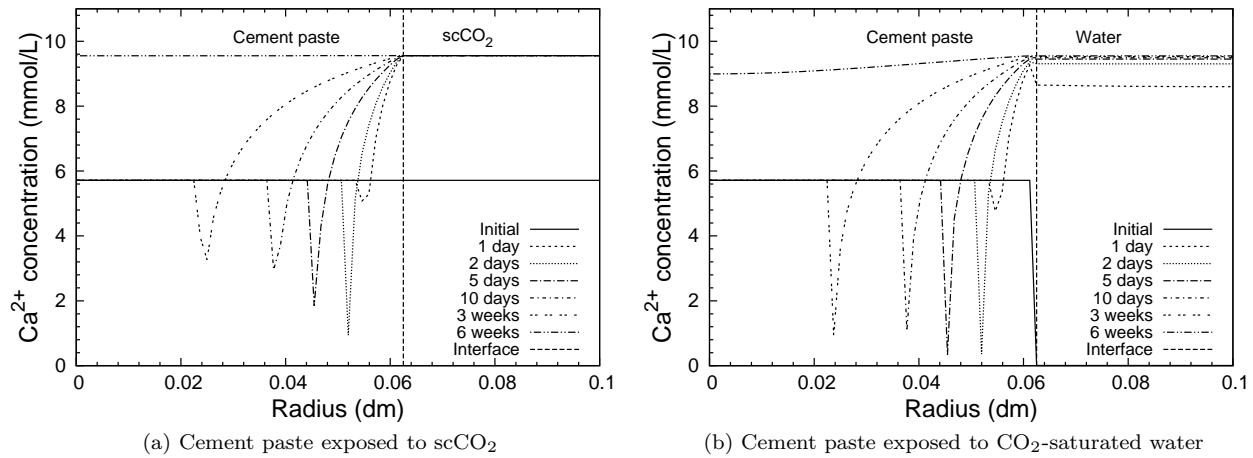 Cement paste
scCO2
Ca2+ concentration (mmol/L)
10
8
6
4
2
0
Initial
1 day
2 days
5 days
10 days
3 weeks
6 weeks
Interface
0 0.02 0.04 0.06 0.08 0.1
Radius (dm)
(a) Cement paste exposed to scCO2
Cement paste
Water
Ca2+ concentration (mmol/L)
10
8
6
4
2
0
Initial
1 day
2 days
5 days
10 days
3 weeks
6 weeks
Interface
0 0.02 0.04 0.06 0.08 0.1
Radius (dm)
(b) Cement paste exposed to CO2-saturated water